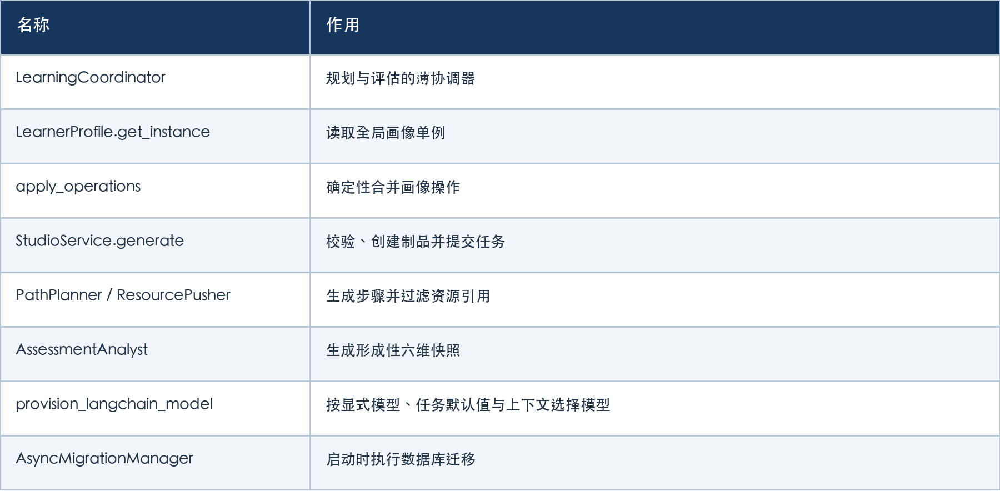 名称 作用
LearningCoordinator 规划与评估的薄协调器
LearnerProfile.get_instance 读取全局画像单例
apply_operations 确定性合并画像操作
StudioService.generate 校验、创建制品并提交任务
PathPlanner / ResourcePusher 生成步骤并过滤资源引用
AssessmentAnalyst 生成形成性六维快照
provision_langchain_model 按显式模型、任务默认值与上下文选择模型
AsyncMigrationManager 启动时执行数据库迁移